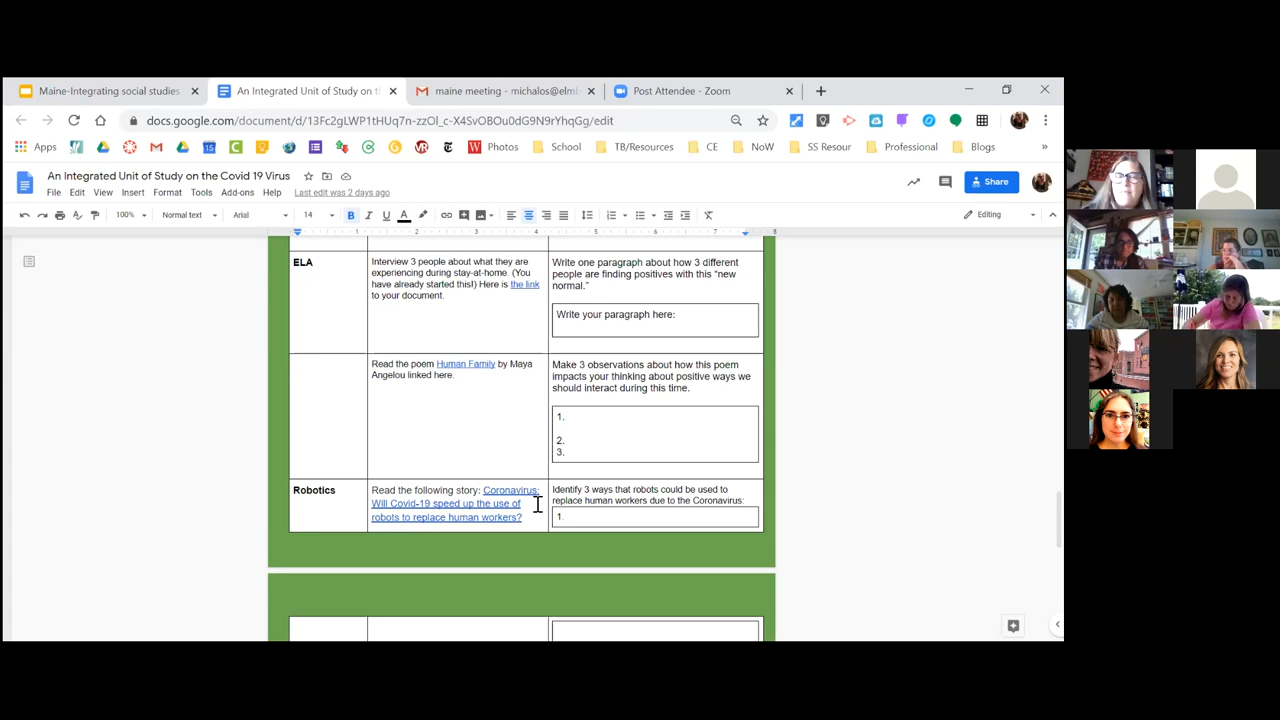 Maine-Integrating social studies
An Integrated Unit of Study on t
maine meeting - michalos@elm
Post Attendee - Zoom
docs.google.com/document/d/13Fc2gLWP1tHUq7n-zzOl_c-X4SvOBOu0dG9N9rYhqGg/edit
Apps
Photos
School
TB/Resources
CE
NoW
SS Resour
Professional
Blogs
»
An Integrated Unit of Study on the Covid 19 Virus
File Edit View Insert Format Tools Add-ons Help Last edit was 2 days ago
Share
100% Normal text Arial 14 B I U A Editing
1 2 3 4 5 6 7 8
ELA
Interview 3 people about what they are
experiencing during stay-at-home. (You
have already started this!) Here is the link
to your document.
Write one paragraph about how 3 different
people are finding positives with this "new
normal."
Write your paragraph here:
Read the poem Human Family by Maya
Angelou linked here.
Make 3 observations about how this poem
impacts your thinking about positive ways we
should interact during this time.
1.
2.
3.
Robotics
Read the following story: Coronavirus:
Will Covid-19 speed up the use of
robots to replace human workers?
Identify 3 ways that robots could be used to
replace human workers due to the Coronavirus:
1.